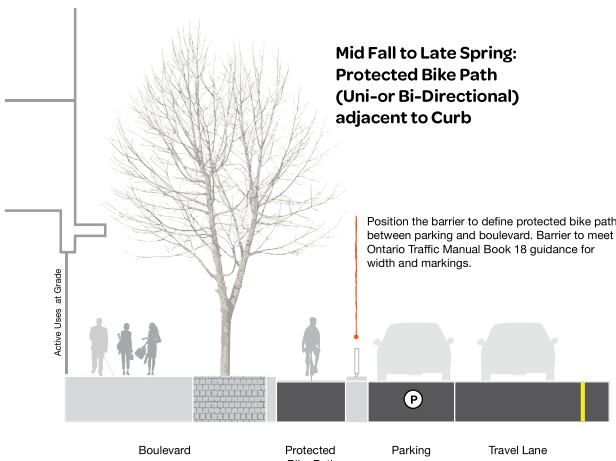 Mid Fall to Late Spring:
Protected Bike Path
(Uni-or Bi-Directional)
adjacent to Curb
Position the barrier to define protected bike path
between parking and boulevard. Barrier to meet
Ontario Traffic Manual Book 18 guidance for
width and markings.
Active Uses at Grade
P
Boulevard
Protected
Bike Path
Parking
Travel Lane